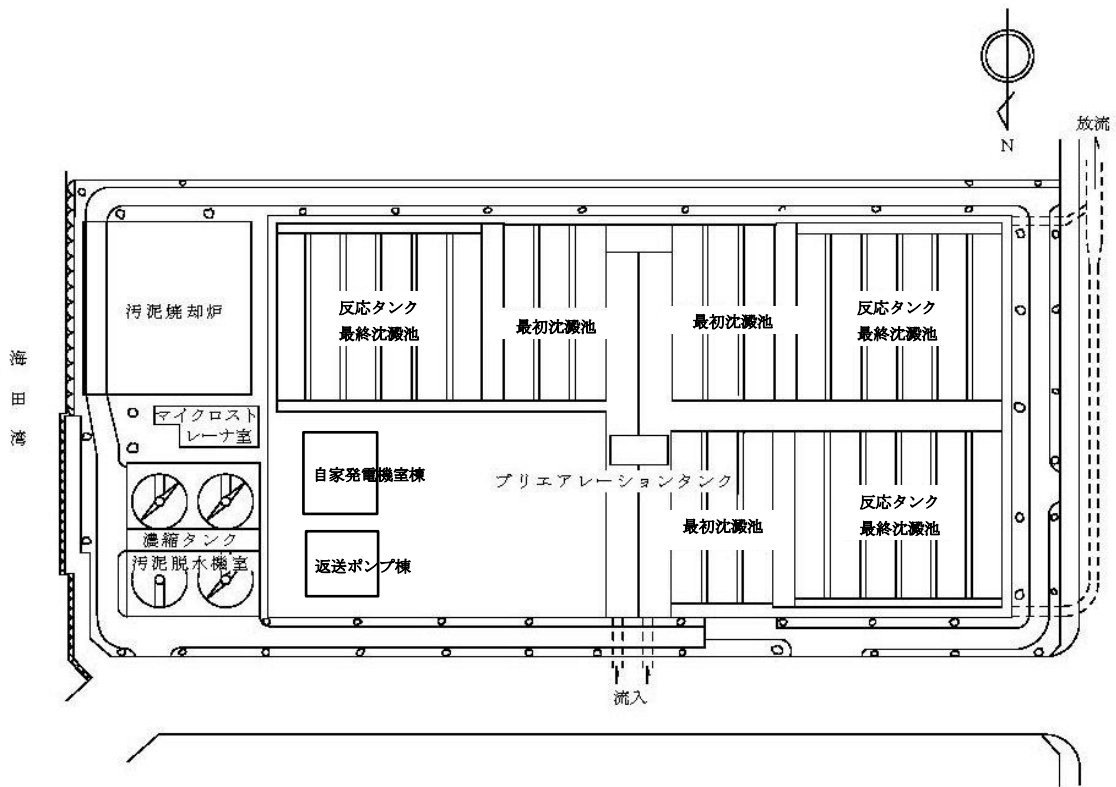 N
放流
汚泥焼却炉
反応タンク
最終沈澱池
最初沈澱池
最初沈澱池
反応タンク
最終沈澱池
海田湾
マイクロスト
レーナ室
自家発電機室棟
プリエアレーションタンク
反応タンク
最終沈澱池
最初沈澱池
濃縮タンク
汚泥脱水機室
返送ポンプ棟
流入